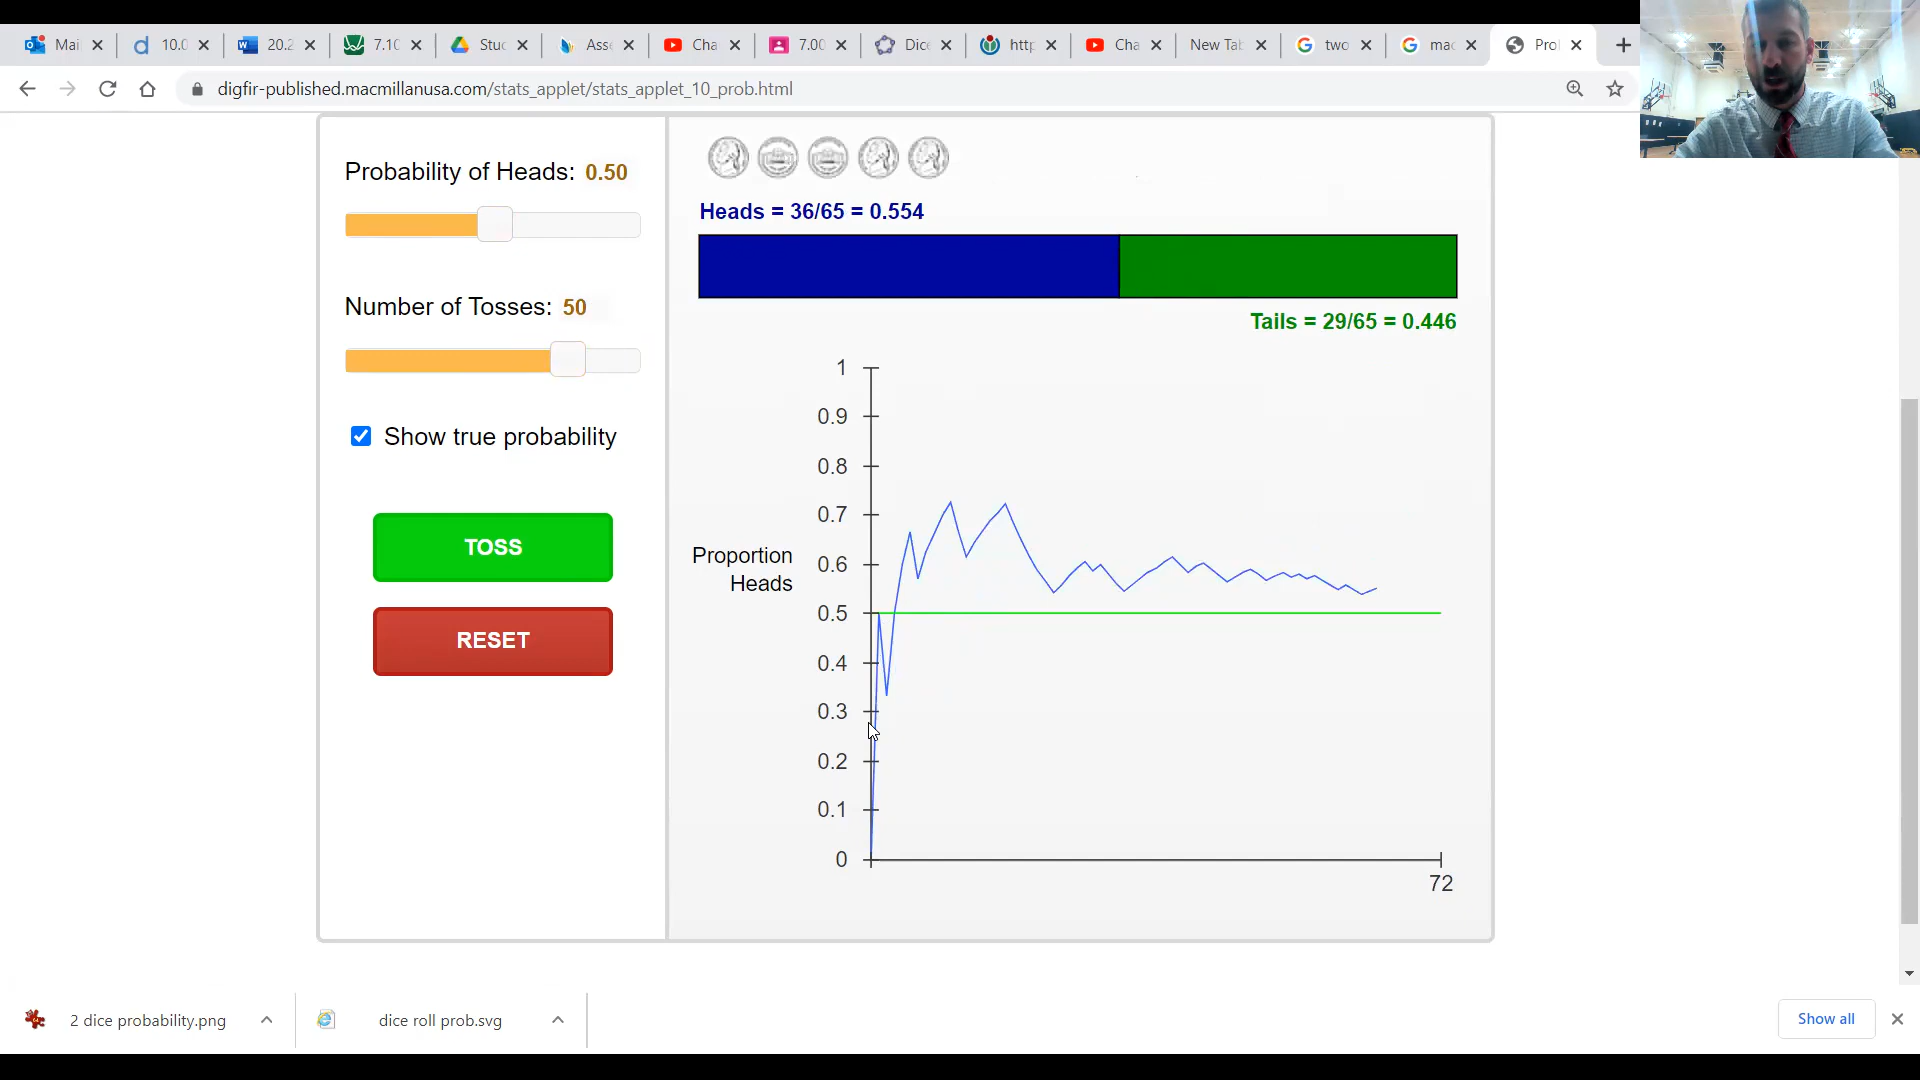 Mai
10.0
20.2
7.10
Stuc
Asse
Cha
7.00
Dice
http
Cha
New Tab
two
mac
Prol
digfir-published.macmillanusa.com/stats_applet/stats_applet_10_prob.html
Probability of Heads: 0.50
Number of Tosses: 50
Show true probability
TOSS
RESET
Heads = 36/65 = 0.554
Tails = 29/65 = 0.446
Proportion
Heads
1
0.9
0.8
0.7
0.6
0.5
0.4
0.3
0.2
0.1
0
72
2 dice probability.png
dice roll prob.svg
Show all